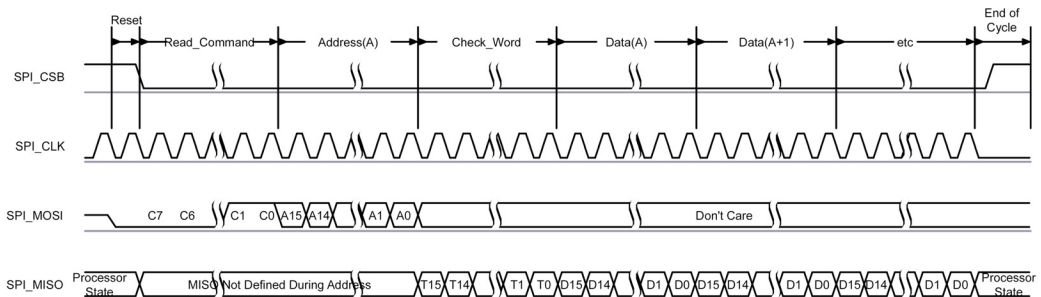 Reset
End of
Cycle
Read_Command Address(A) Check_Word Data(A) Data(A+1) etc
SPI_CSB
SPI_CLK
SPI_MOSI C7 C6 C1 C0 A15 A14 A1 A0 Don't Care
SPI_MISO Processor State MISO Not Defined During Address T15 T14 T1 T0 D15 D14 D1 D0 D15 D14 D1 D0 D15 D14 D1 D0 Processor State